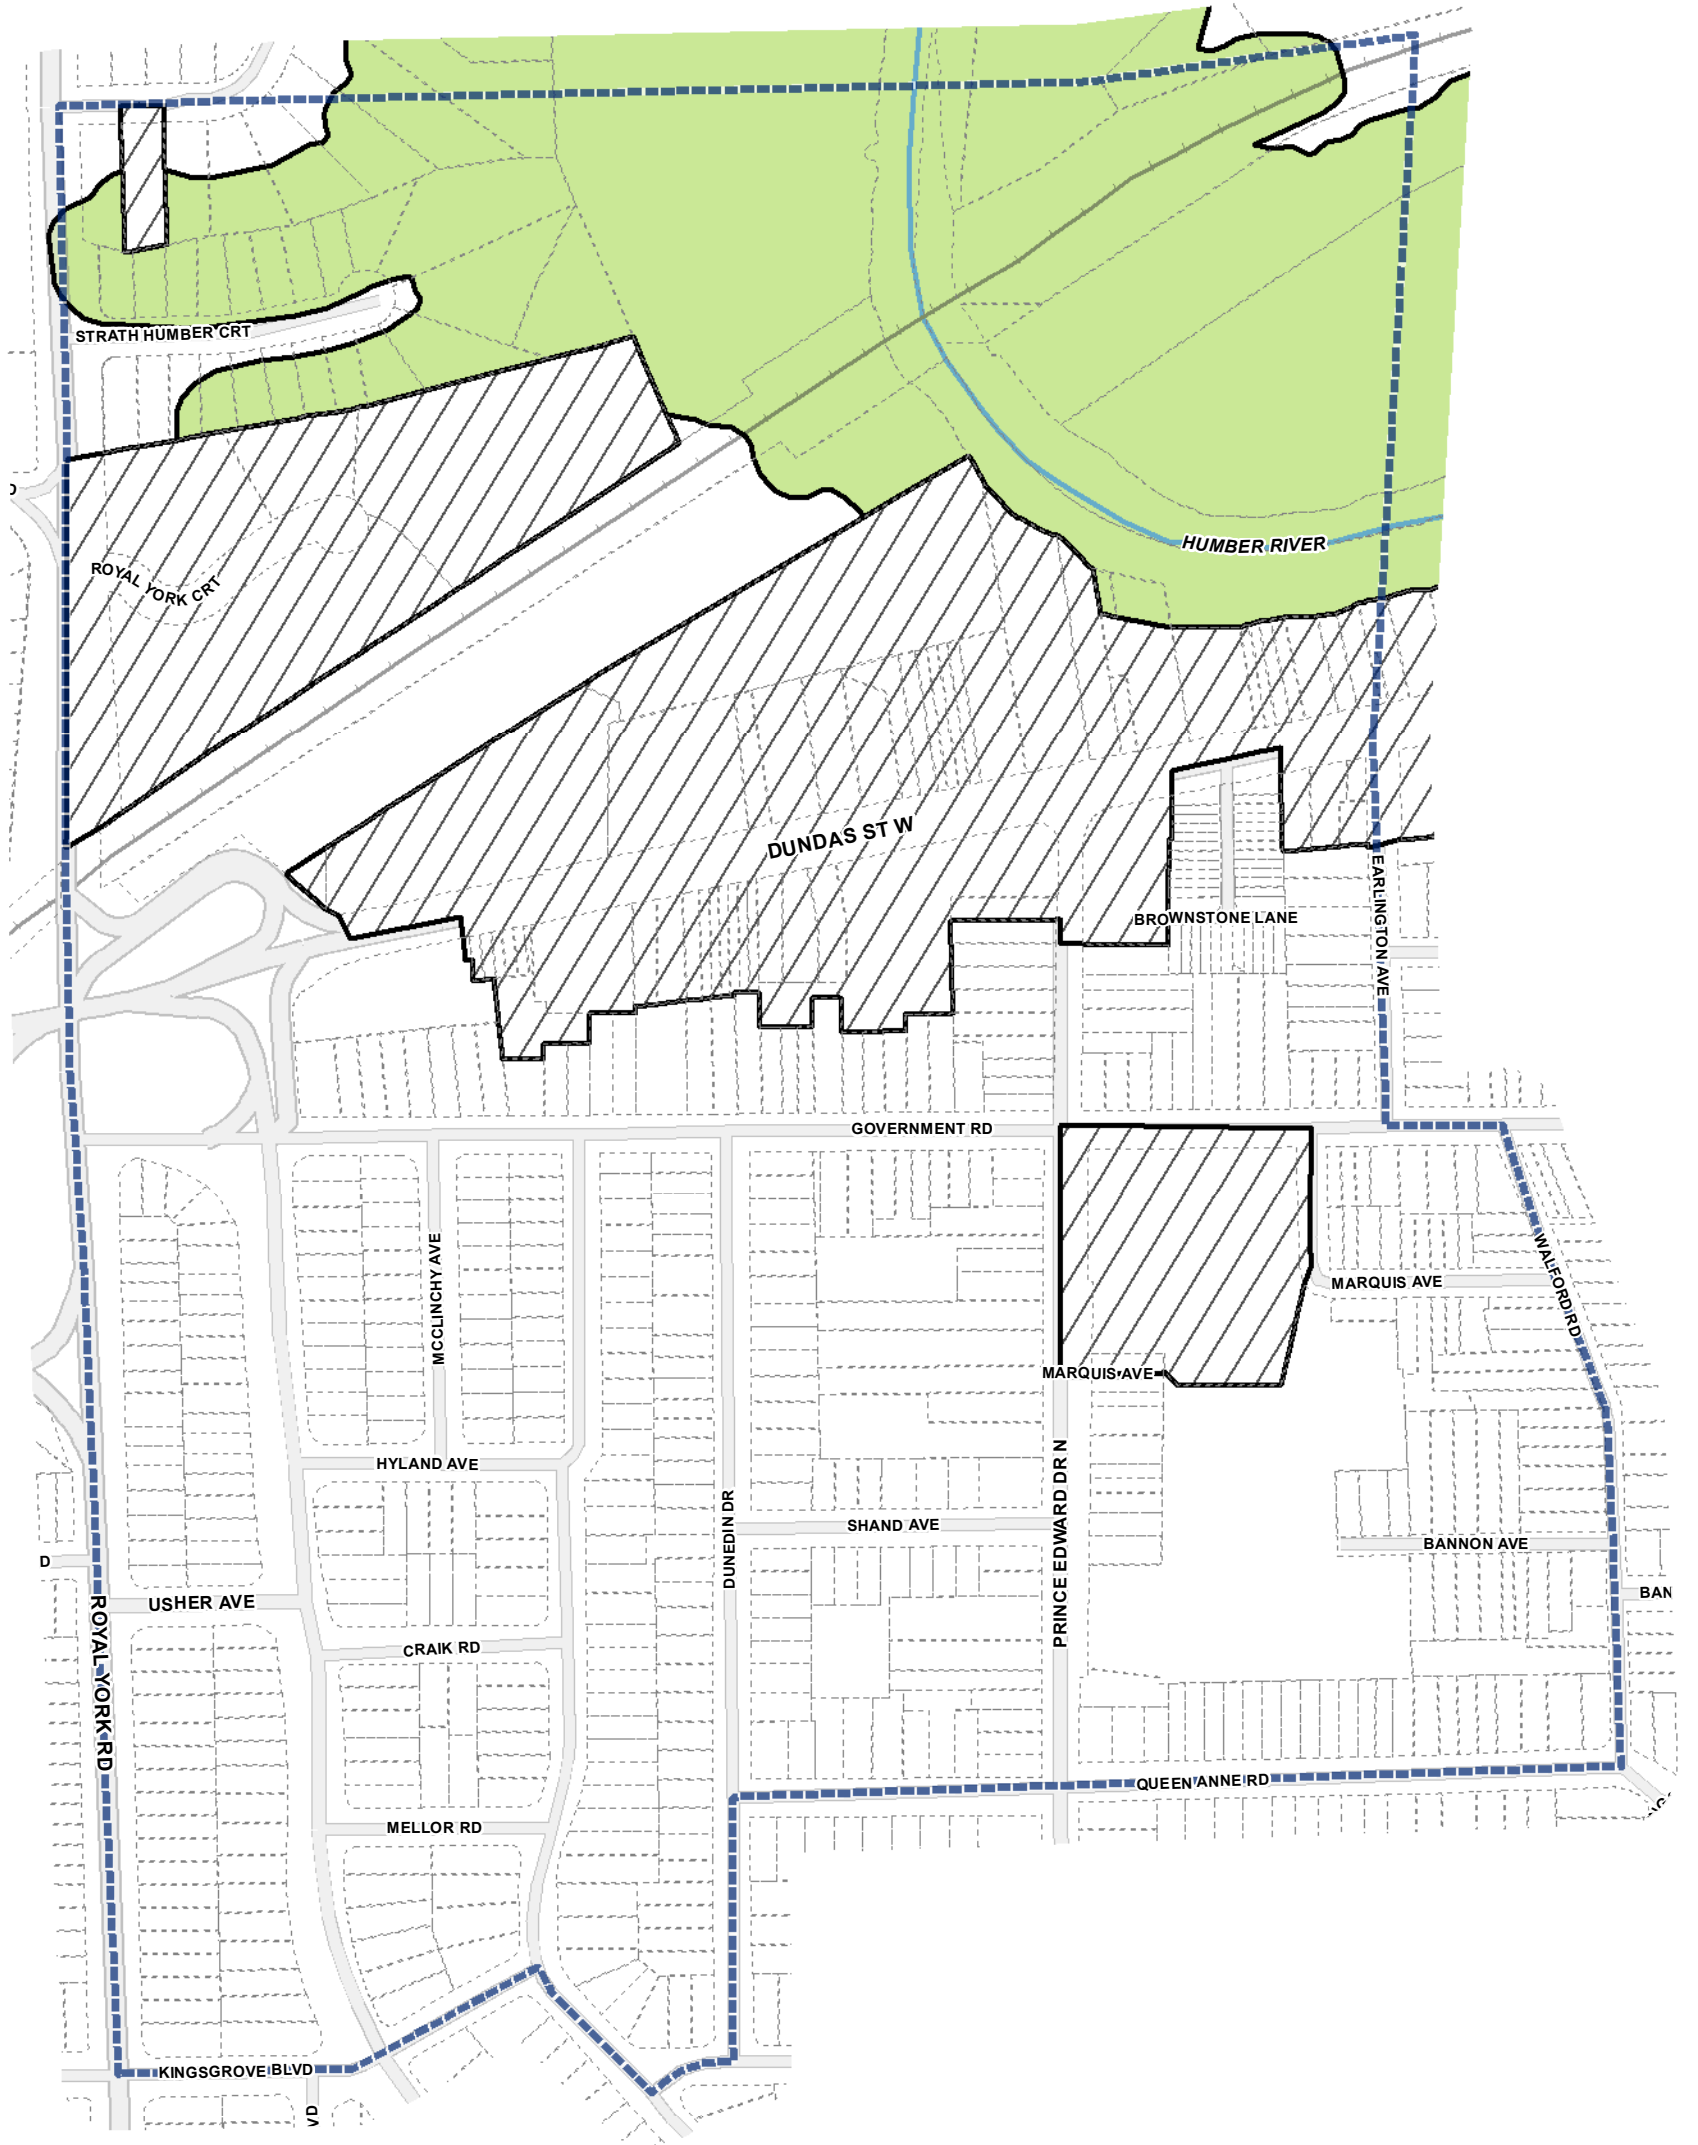 STRATH HUMBER CRT
D
HUMBER RIVER
ROYAL YORK CRT
DUNDAS ST W
EARLINGTON AVE
BROWNSTONE LANE
GOVERNMENT RD
MCCLINCHY AVE
WALFORD RD
MARQUIS AVE
MARQUIS AVE
HYLAND AVE
PRINCE EDWARD DR N
DUNEDIN DR
SHAND AVE
BANNON AVE
D
BAN
USHER AVE
ROYAL YORK RD
CRAIK RD
QUEEN ANNE RD
MELLOR RD
KINGSGROVE BLVD
VD